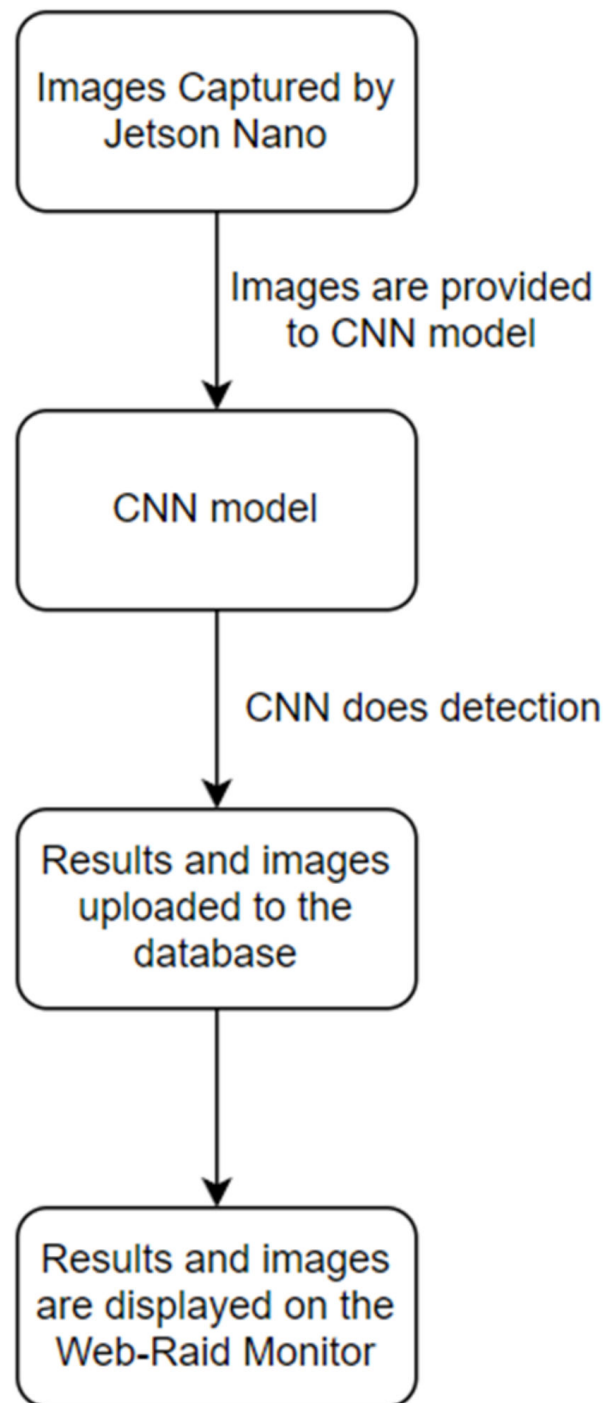 Images Captured by
Jetson Nano
Images are provided
to CNN model
CNN model
CNN does detection
Results and images
uploaded to the
database
Results and images
are displayed on the
Web-Raid Monitor